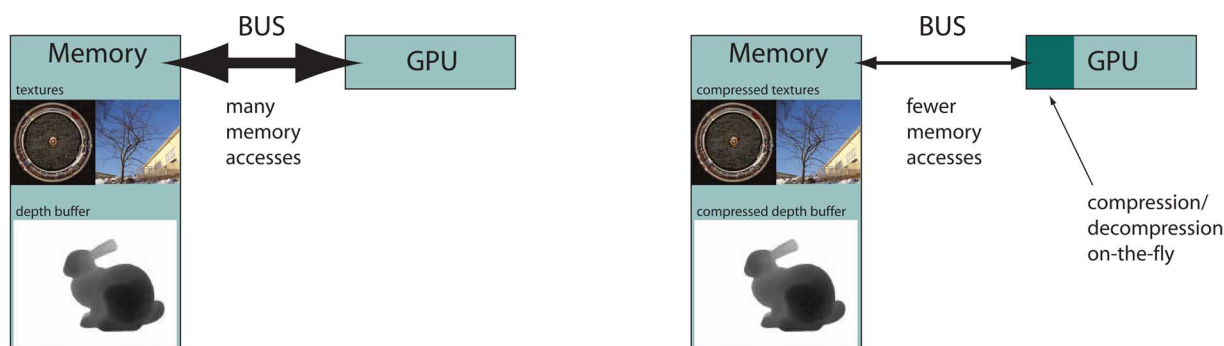 BUS
Memory
GPU
textures
many
memory
accesses
depth buffer
BUS
Memory
GPU
compressed textures
fewer
memory
accesses
compressed depth buffer
compression/
decompression
on-the-fly